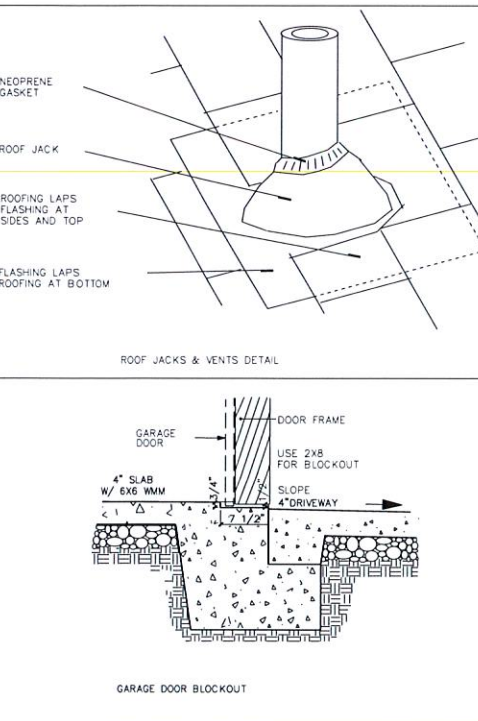 NEOPRENE
GASKET
ROOF JACK
ROOFING LAPS
FLASHING AT
SIDES AND TOP
FLASHING LAPS
ROOFING AT BOTTOM
ROOF JACKS & VENTS DETAIL
GARAGE
DOOR
DOOR FRAME
USE 2X8
FOR BLOCKOUT
4" SLAB
W/ 6X6 WMM
3/4"
1/2"
SLOPE
4"DRIVEWAY
7 1/2"
GARAGE DOOR BLOCKOUT